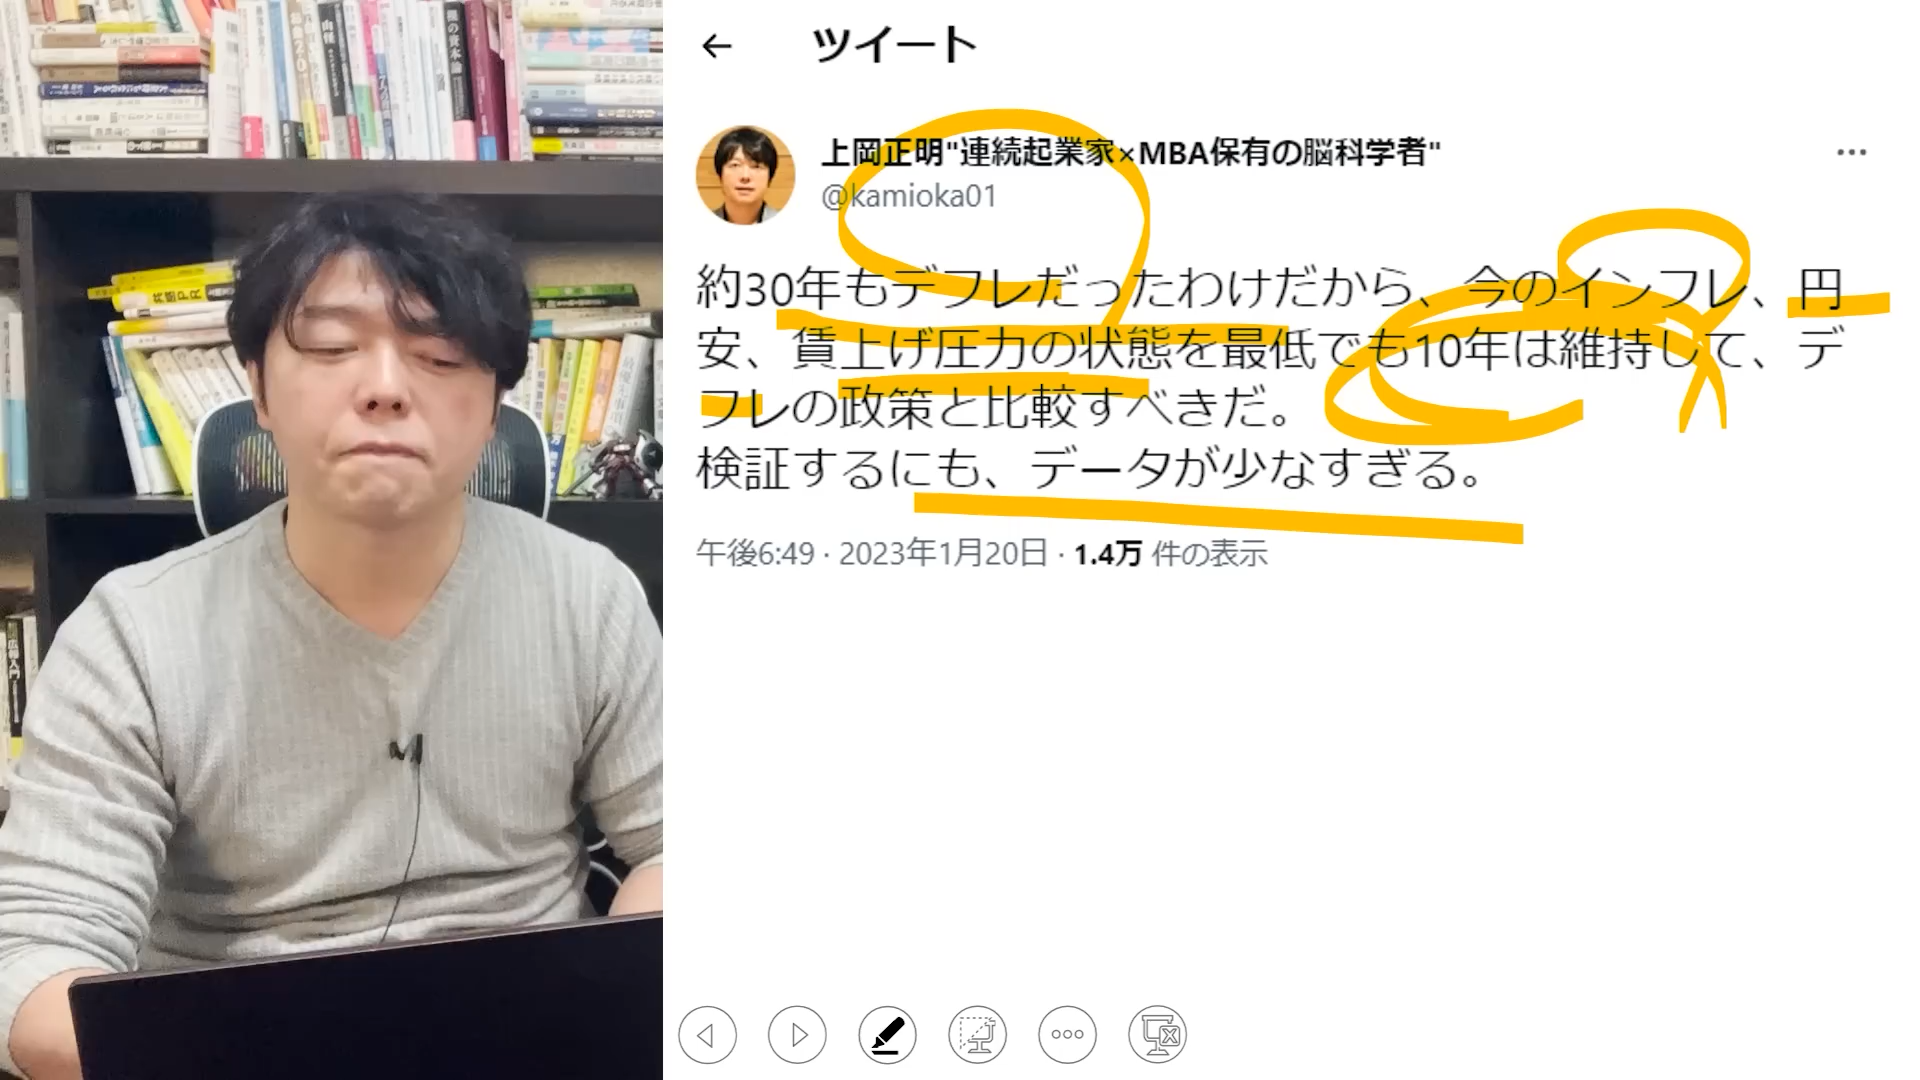 ツイート
上岡正明"連続起業家×MBA保有の脳科学者"
@kamioka01
約30年もデフレだったわけだから、今のインフレ、円
安、賃上げ圧力の状態を最低でも10年は維持して、デ
フレの政策と比較すべきだ。
検証するにも、データが少なすぎる。
午後6:49 · 2023年1月20日 · 1.4万 件の表示